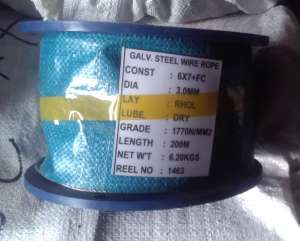 GALV. STEEL WIRE ROPE
CONST : 6X7+FC
DIA : 3.0MM
LAY : RHOL
LUBE. : DRY
GRADE : 1770N/MM2
LENGTH : 200M
NET W'T : 6.20KGS
REEL NO : 1463